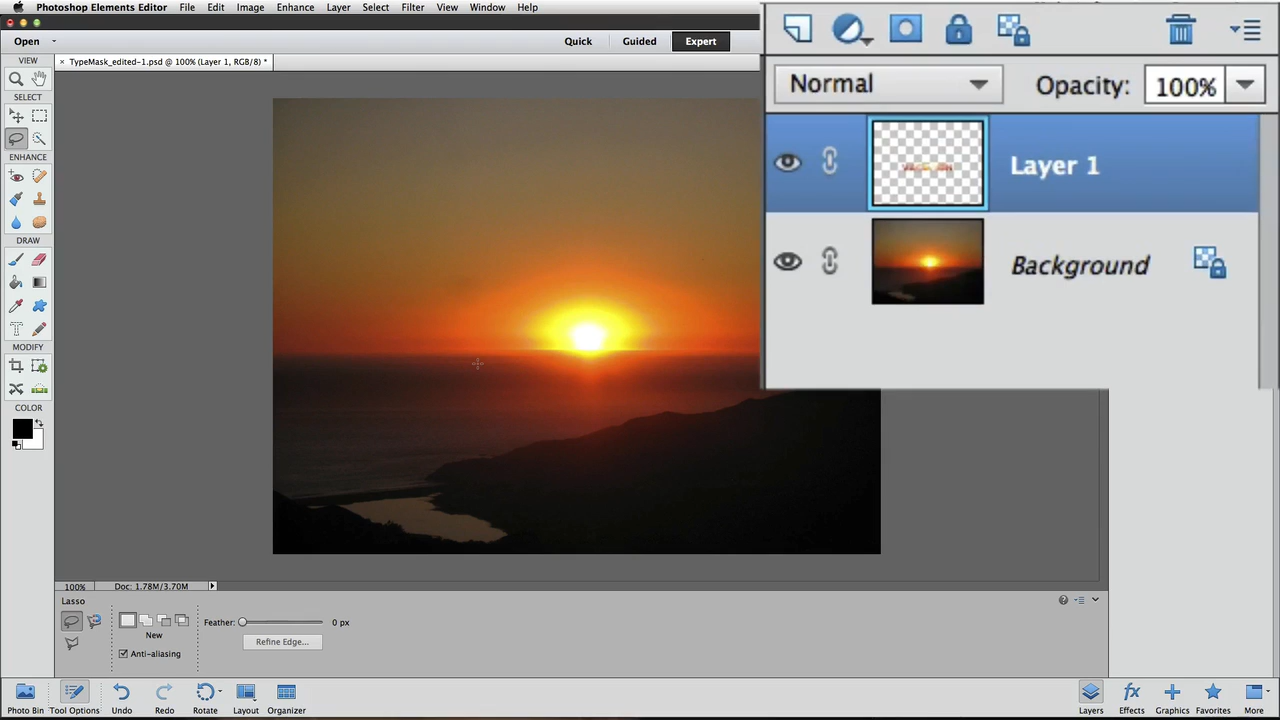 Photoshop Elements Editor File Edit Image Enhance Layer Select Filter View Window Help
Open Quick Guided Expert
VIEW
× TypeMask_edited-1.psd @ 100% (Layer 1, RGB/8) *
SELECT
ENHANCE
DRAW
MODIFY
COLOR
Normal Opacity: 100%
Layer 1
Background
100% Doc: 1.78M/3.70M
Lasso
New
Anti-aliasing
Feather: 0 px
Refine Edge...
Photo Bin Tool Options Undo Redo Rotate Layout Organizer Layers Effects Graphics Favorites More